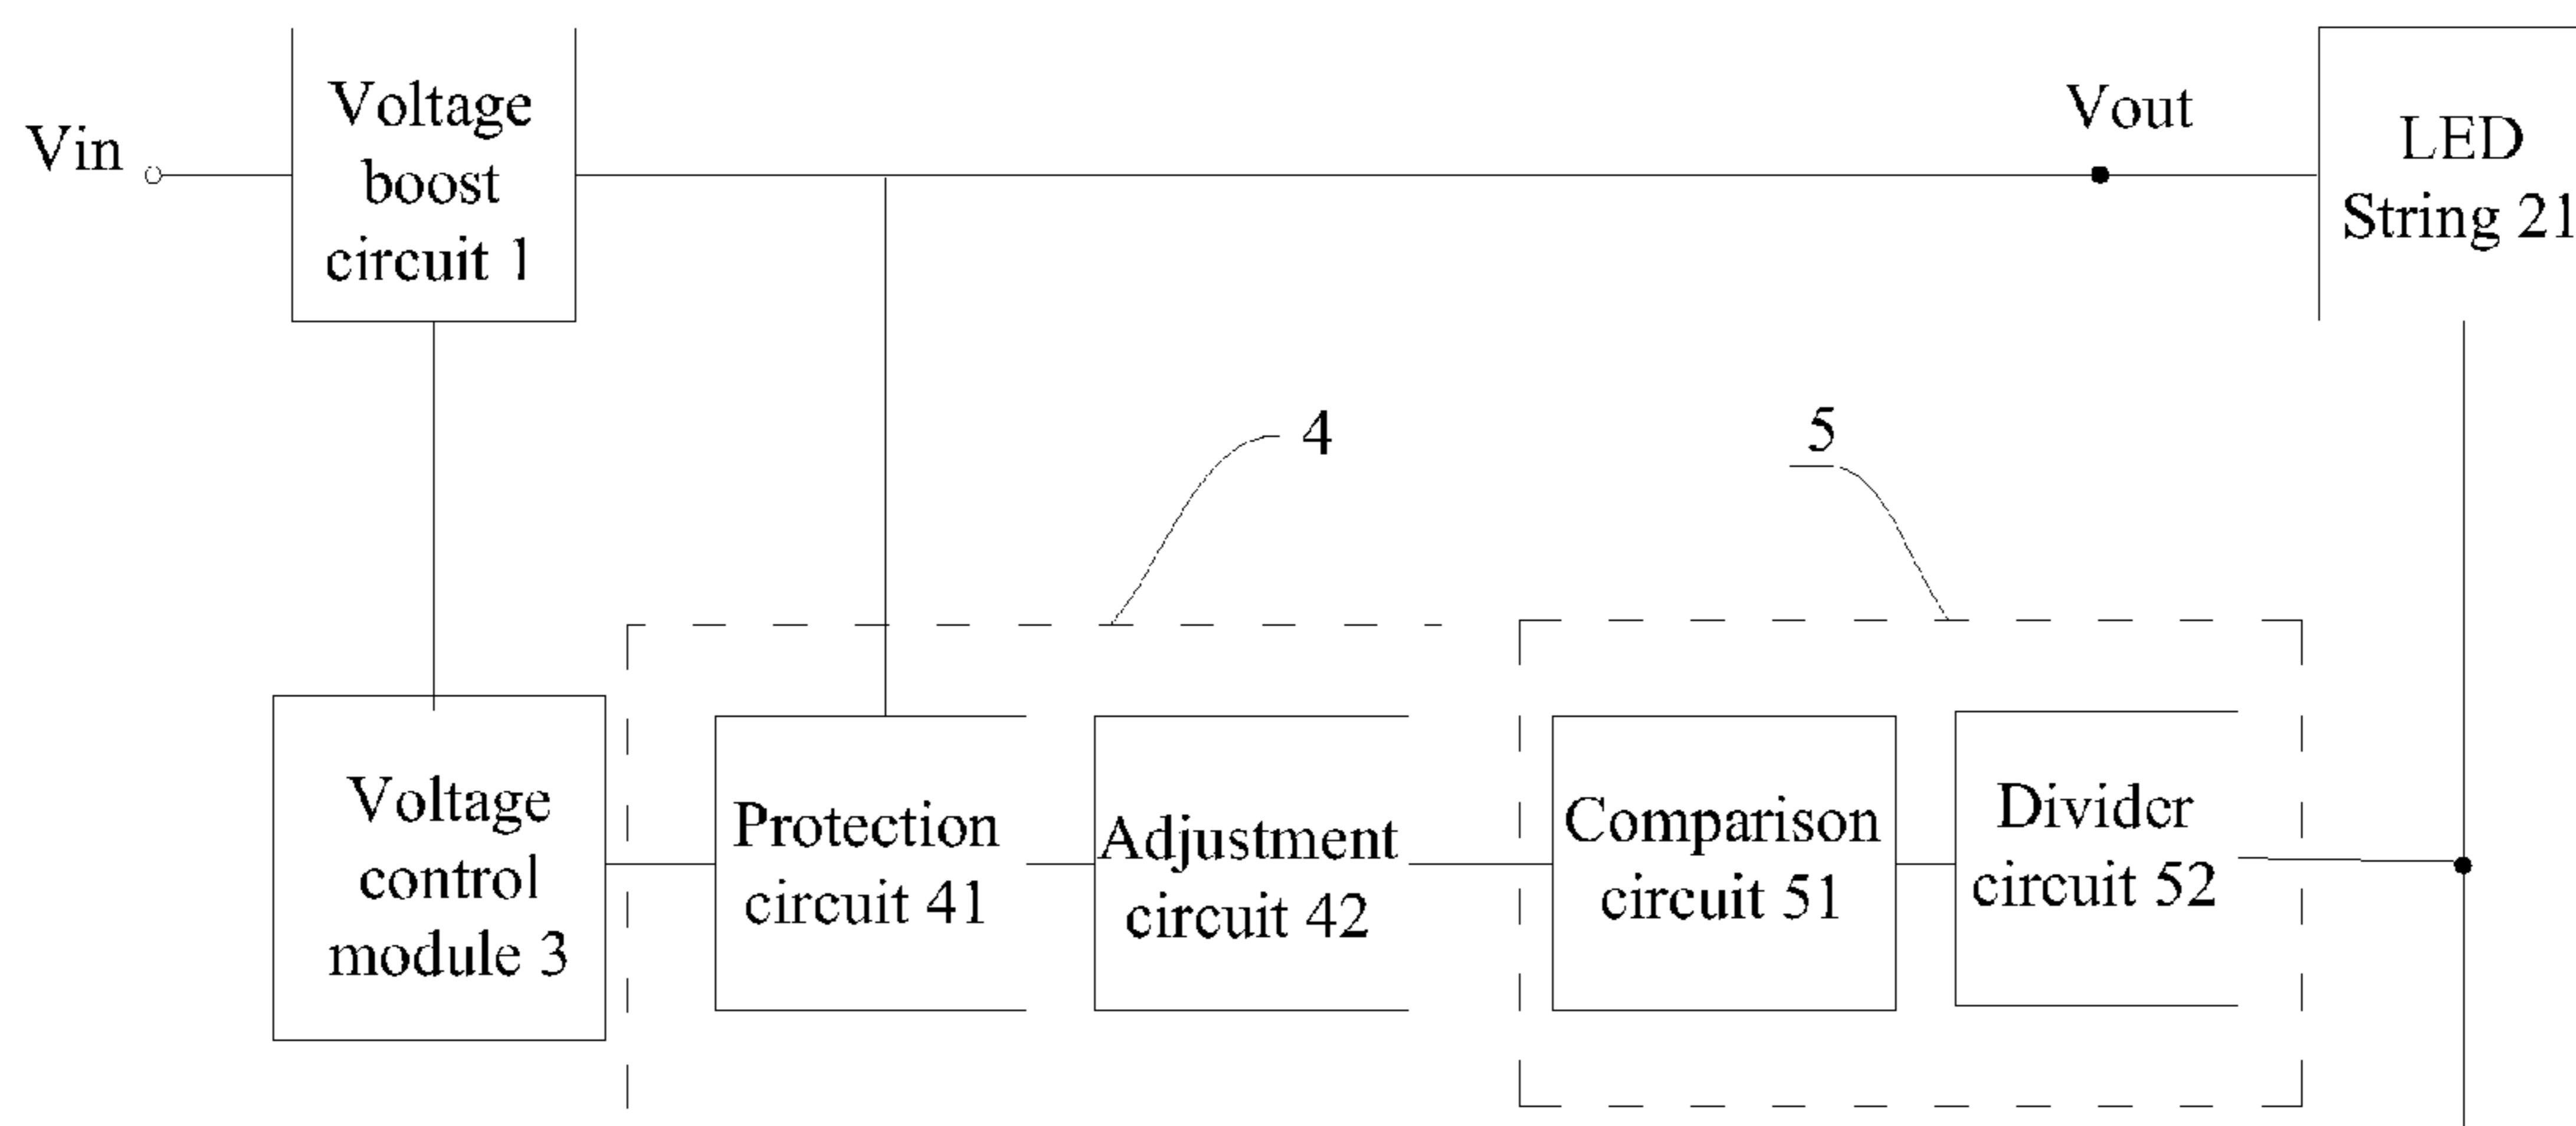 Vin
Voltage
boost
circuit 1
Vout
LED
String 21
4
5
Voltage
control
module 3
Protection
circuit 41
Adjustment
circuit 42
Comparison
circuit 51
Divider
circuit 52